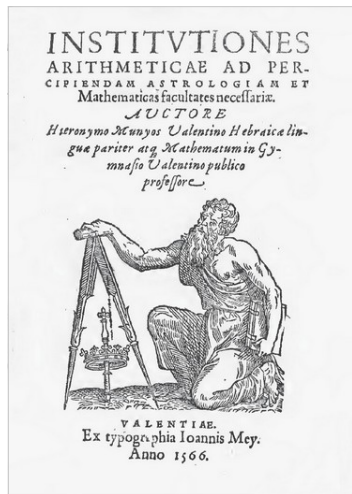 INSTITVTIONES
ARITHMETICAE AD PER-
CIPIENDAM ASTROLOGIAM ET
Mathematicas facultates neceſſariæ.
AVCTORE
Hieronymo Munyos Valentino Hebraicæ lin-
guæ pariter atq; Mathematum in Gy-
mnaſio Valentino publico
profeſſore
VALENTIAE.
Ex typographia Ioannis Mey.
Anno 1566.